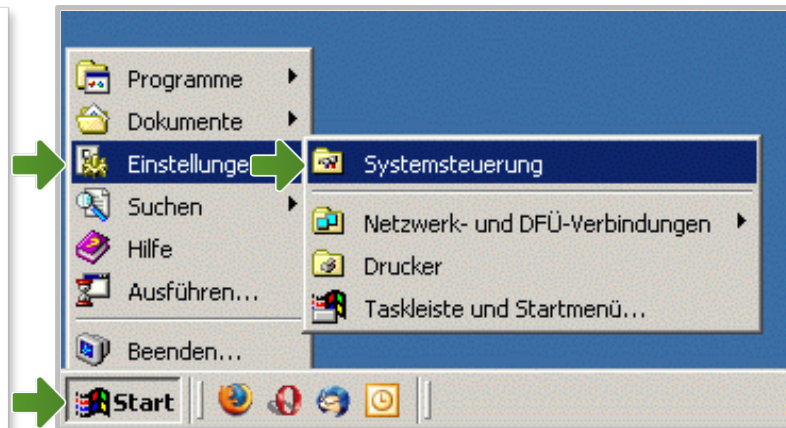 Programme
Dokumente
Einstellunge
Systemsteuerung
Suchen
Netzwerk- und DFÜ-Verbindungen
Hilfe
Drucker
Ausführen...
Taskleiste und Startmenü...
Beenden...
Start